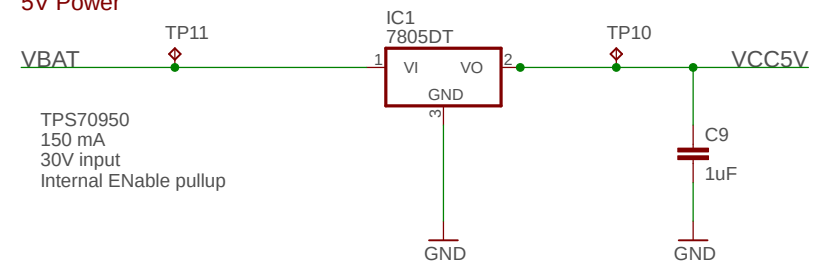 5V Power
IC1
7805DT
TP11
TP10
VBAT
1
VI
VO
2
VCC5V
GND
3
TPS70950
150 mA
30V input
Internal ENable pullup
C9
1uF
GND
GND